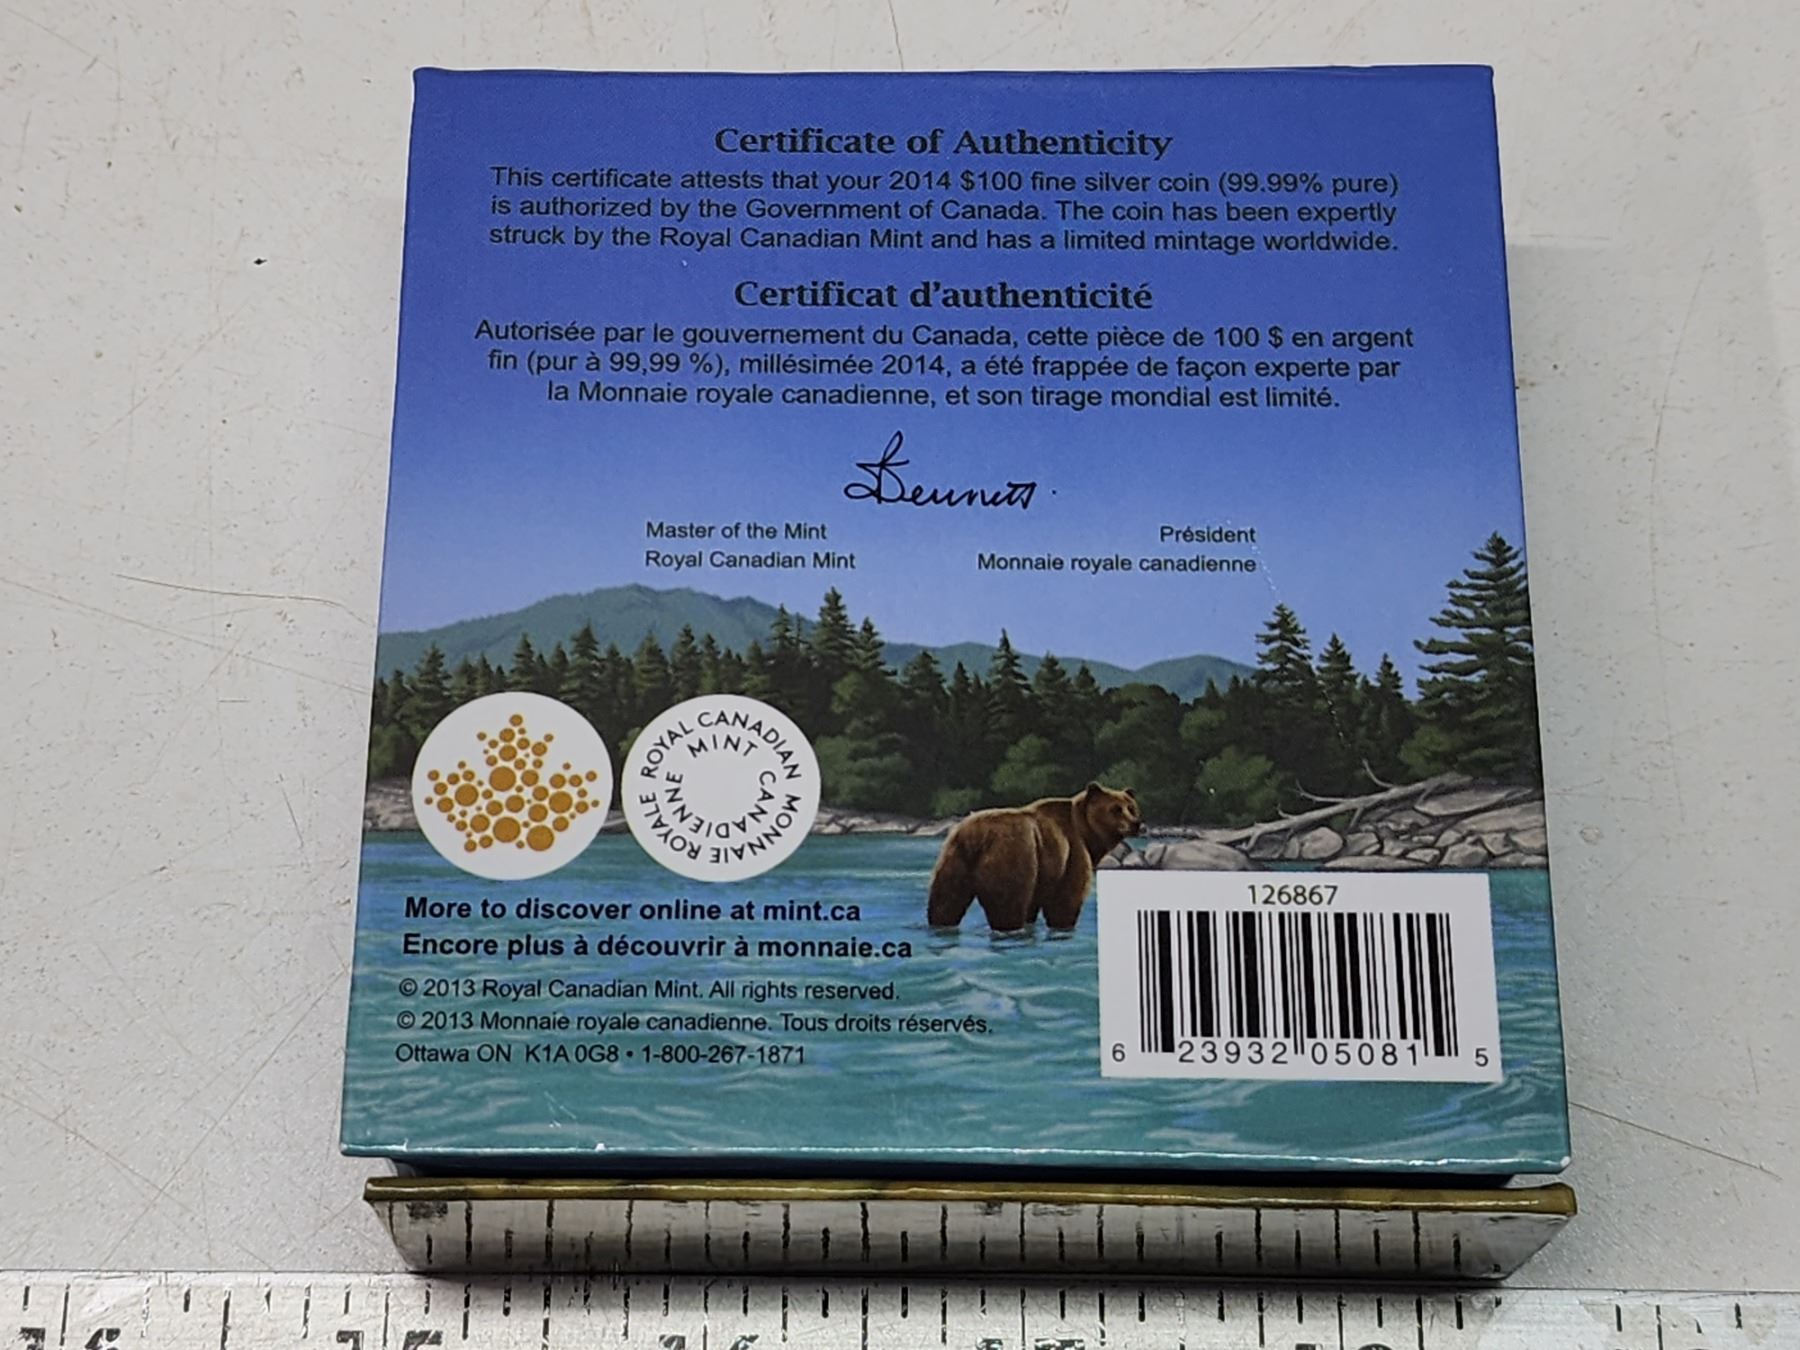 Certificate of Authenticity
This certificate attests that your 2014 $100 fine silver coin (99.99% pure)
is authorized by the Government of Canada. The coin has been expertly
struck by the Royal Canadian Mint and has a limited mintage worldwide.
Certificat d'authenticité
Autorisée par le gouvernement du Canada, cette pièce de 100 $ en argent
fin (pur à 99,99 %), millésimée 2014, a été frappée de façon experte par
la Monnaie royale canadienne, et son tirage mondial est limité.
Bennett
Master of the Mint
Royal Canadian Mint
Président
Monnaie royale canadienne
ROYAL CANADIAN MINT
MONNAIE ROYALE CANADIENNE
More to discover online at mint.ca
Encore plus à découvrir à monnaie.ca
© 2013 Royal Canadian Mint. All rights reserved.
© 2013 Monnaie royale canadienne. Tous droits réservés.
Ottawa ON K1A 0G8 • 1-800-267-1871
126867
6 23932 05081 5